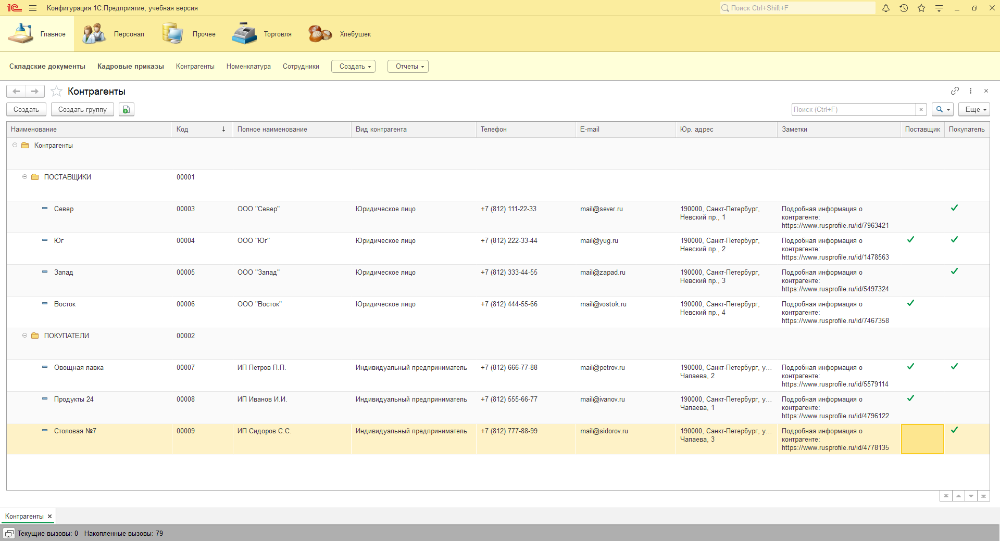 1С Конфигурация 1С:Предприятие, учебная версия Поиск Ctrl+Shift+F
Главное Персонал Прочее Торговля Хлебушек
Складские документы Кадровые приказы Контрагенты Номенклатура Сотрудники Создать Отчеты
Контрагенты
Создать Создать группу Поиск (Ctrl+F) × Еще
Наименование Код ↓ Полное наименование Вид контрагента Телефон E-mail Юр. адрес Заметки Поставщик Покупатель
Контрагенты
ПОСТАВЩИКИ 00001
Север 00003 ООО "Север" Юридическое лицо +7 (812) 111-22-33 mail@sever.ru 190000, Санкт-Петербург, Подробная информация о
Невский пр., 1 контрагенте:
https://www.rusprofile.ru/id/7963421
Юг 00004 ООО "Юг" Юридическое лицо +7 (812) 222-33-44 mail@yug.ru 190000, Санкт-Петербург, Подробная информация о
Невский пр., 2 контрагенте:
https://www.rusprofile.ru/id/1478563
Запад 00005 ООО "Запад" Юридическое лицо +7 (812) 333-44-55 mail@zapad.ru 190000, Санкт-Петербург, Подробная информация о
Невский пр., 3 контрагенте:
https://www.rusprofile.ru/id/5497324
Восток 00006 ООО "Восток" Юридическое лицо +7 (812) 444-55-66 mail@vostok.ru 190000, Санкт-Петербург, Подробная информация о
Невский пр., 4 контрагенте:
https://www.rusprofile.ru/id/7467358
ПОКУПАТЕЛИ 00002
Овощная лавка 00007 ИП Петров П.П. Индивидуальный предприниматель +7 (812) 666-77-88 mail@petrov.ru 190000, Санкт-Петербург, у... Подробная информация о
Чапаева, 2 контрагенте:
https://www.rusprofile.ru/id/5579114
Продукты 24 00008 ИП Иванов И.И. Индивидуальный предприниматель +7 (812) 555-66-77 mail@ivanov.ru 190000, Санкт-Петербург, у... Подробная информация о
Чапаева, 1 контрагенте:
https://www.rusprofile.ru/id/4796122
Столовая №7 00009 ИП Сидоров С.С. Индивидуальный предприниматель +7 (812) 777-88-99 mail@sidorov.ru 190000, Санкт-Петербург, у... Подробная информация о
Чапаева, 3 контрагенте:
https://www.rusprofile.ru/id/4778135
Контрагенты ×
Текущие вызовы: 0 Накопленные вызовы: 79